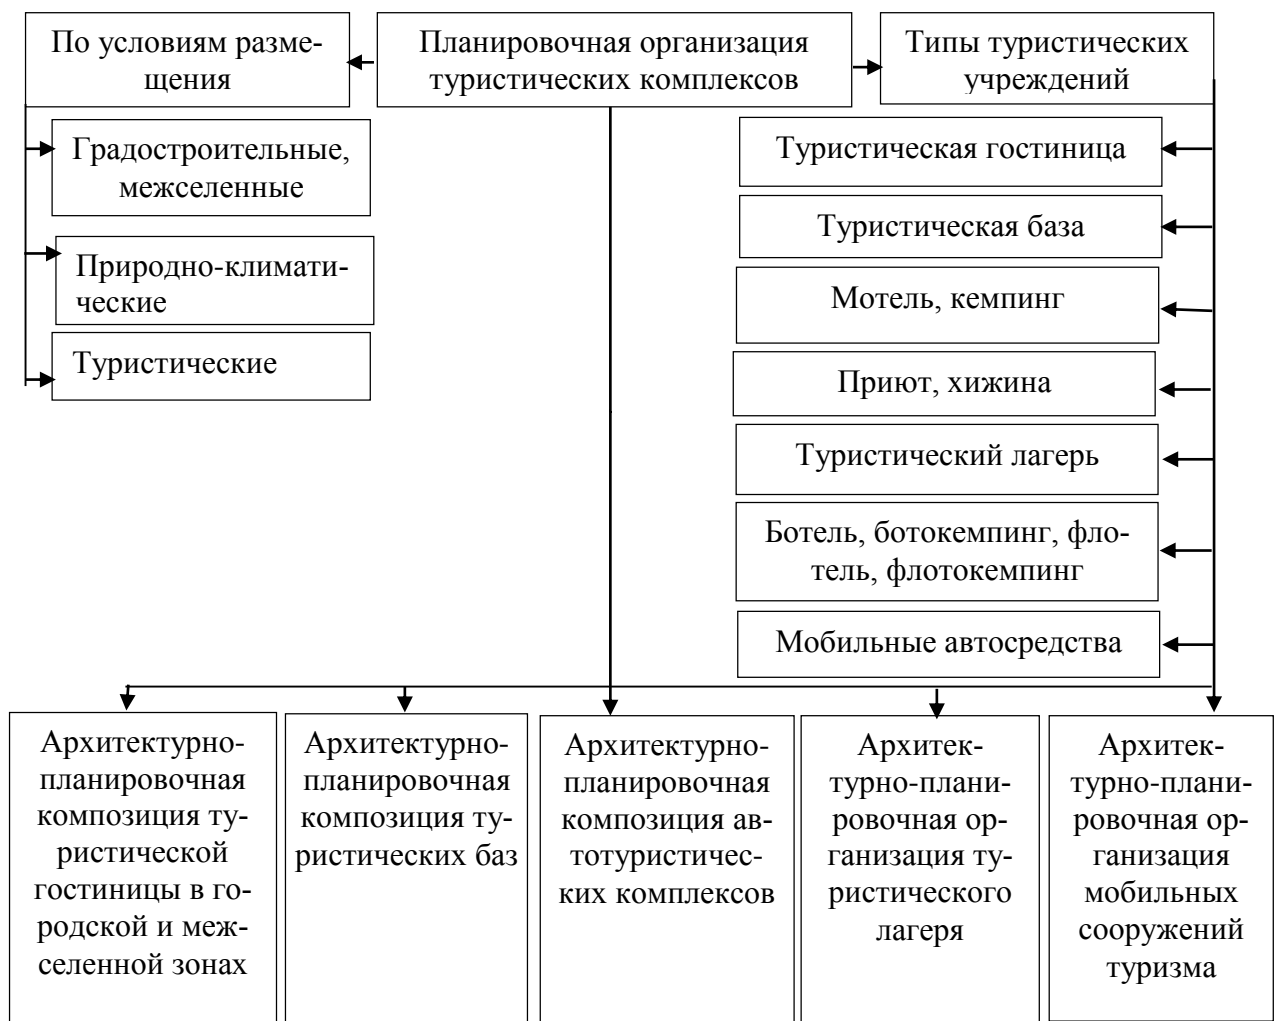 По условиям разме-
щения
Планировочная организация
туристических комплексов
Типы туристических
учреждений
Градостроительные,
межселенные
Природно-климати-
ческие
Туристические
Туристическая гостиница
Туристическая база
Мотель, кемпинг
Приют, хижина
Туристический лагерь
Ботель, ботокемпинг, фло-
тель, флотокемпинг
Мобильные автосредства
Архитектурно-
планировочная
композиция ту-
ристической
гостиницы в го-
родской и меж-
селенной зонах
Архитектурно-
планировочная
композиция ту-
ристических баз
Архитектурно-
планировочная
композиция ав-
тотуристичес-
ких комплексов
Архитек-
турно-плани-
ровочная ор-
ганизация ту-
ристического
лагеря
Архитек-
турно-плани-
ровочная ор-
ганизация
мобильных
сооружений
туризма